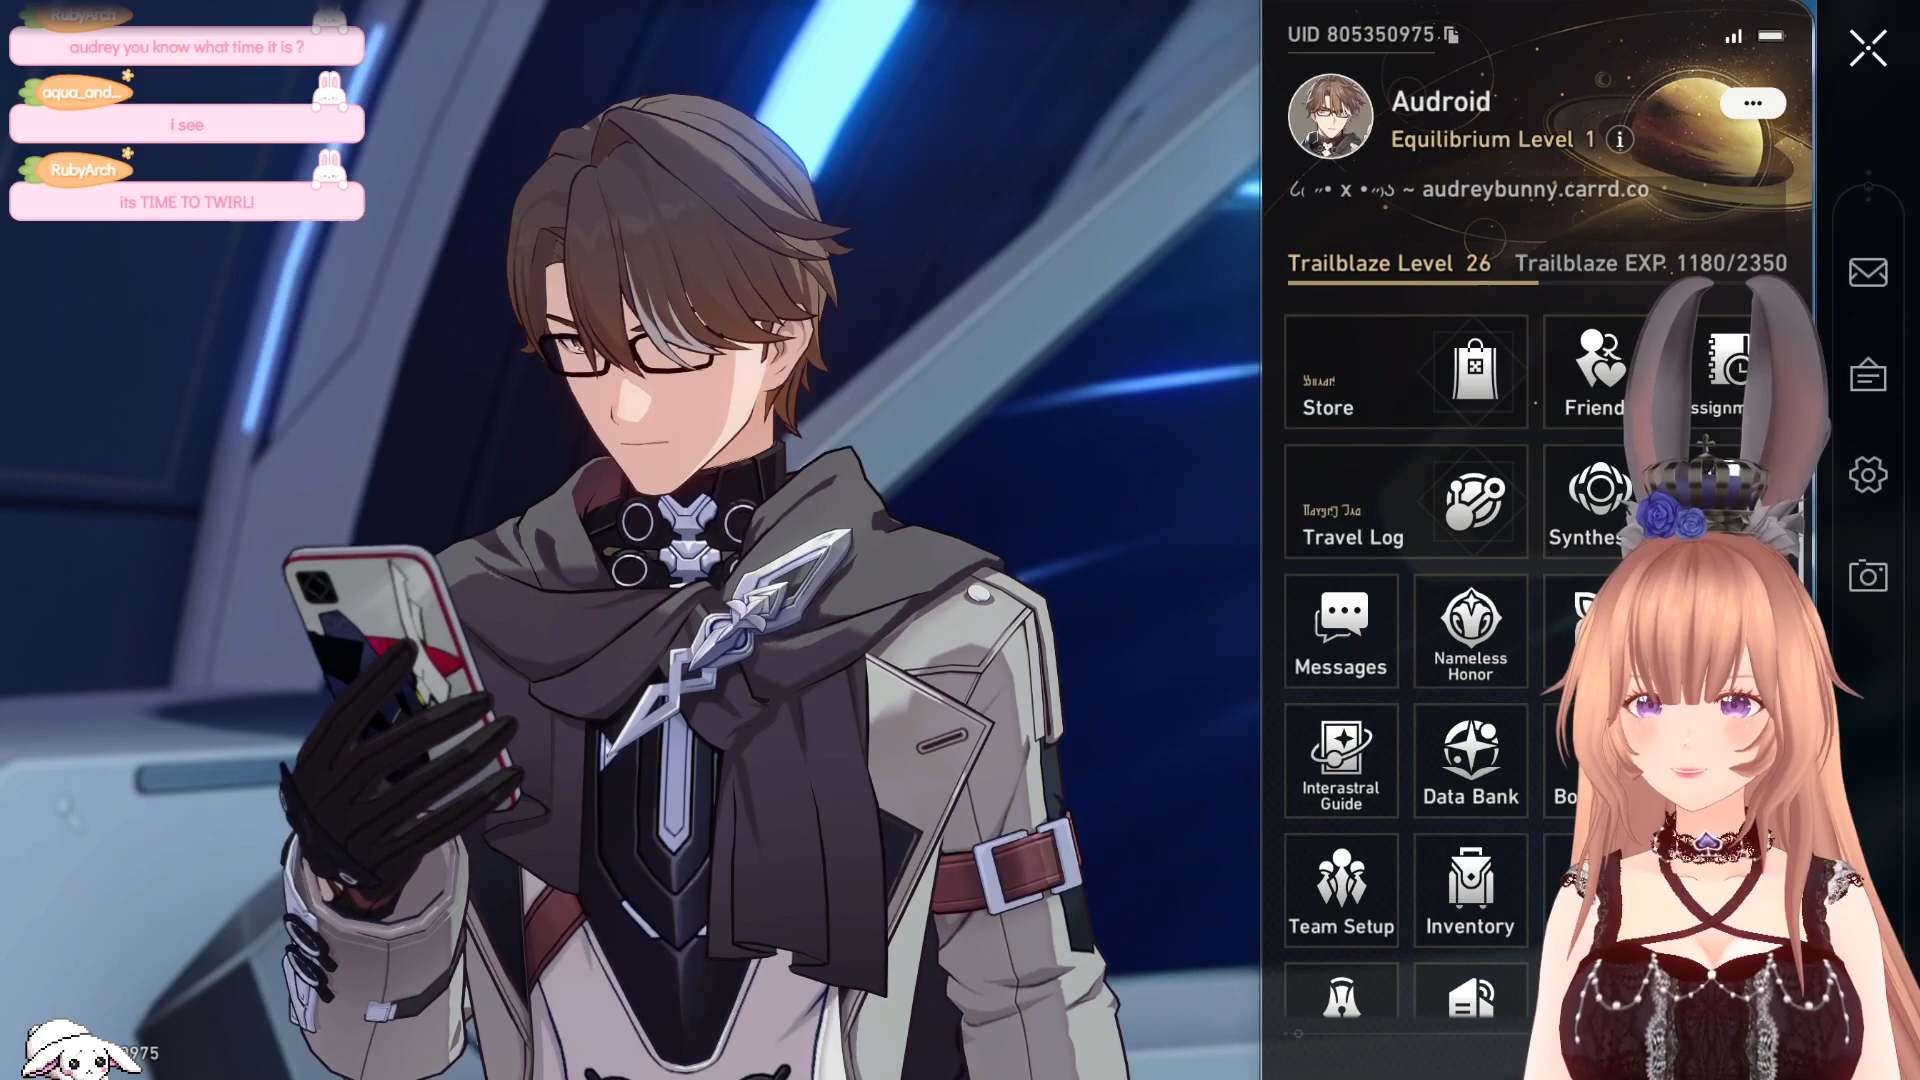 RubyArch
audrey you know what time it is ?
aqua_and...
i see
RubyArch
its TIME TO TWIRL!
UID 805350975
Audroid
Equilibrium Level 1
~ audreybunny.carrd.co
Trailblaze Level 26 Trailblaze EXP. 1180/2350
Store
Friend
ssignm
Travel Log
Synthes
Messages
Nameless
Honor
Interastral
Guide
Data Bank
Bo
Team Setup
Inventory
975